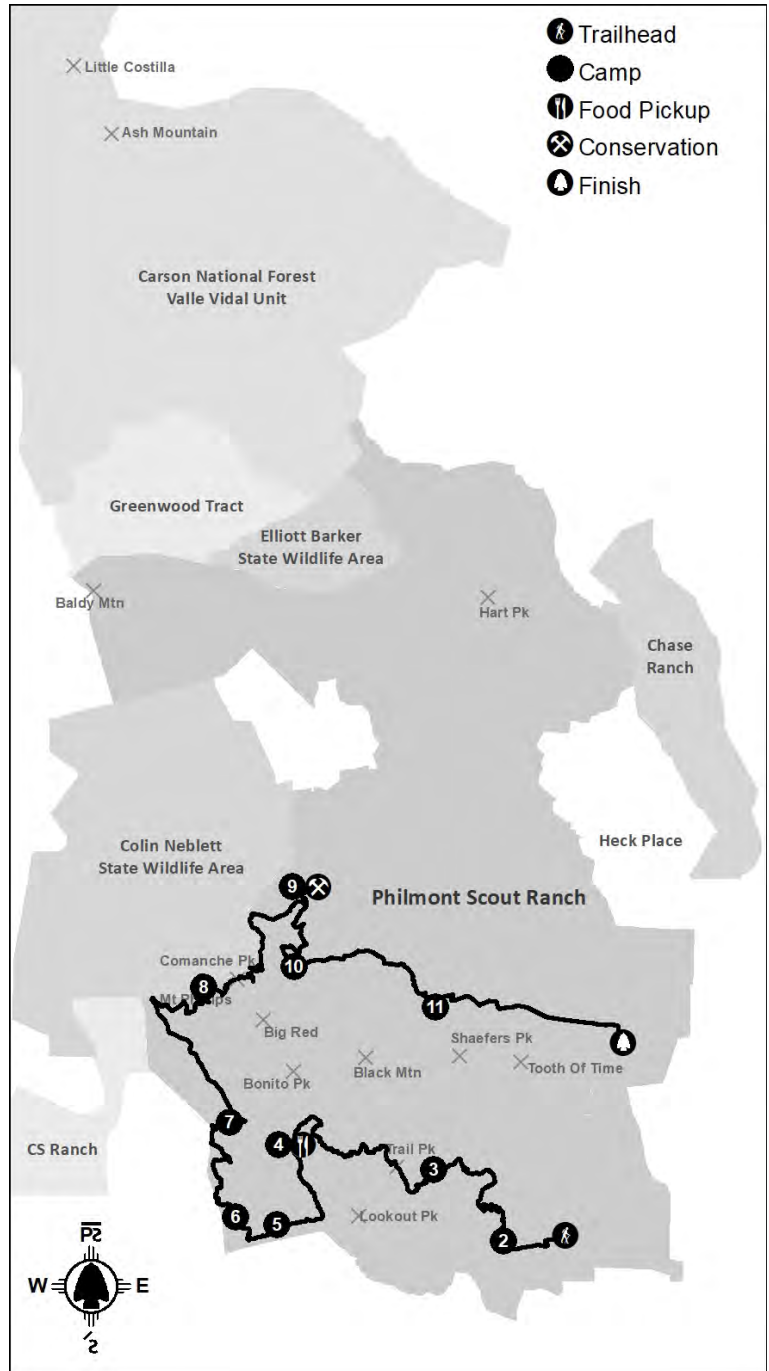 Trailhead
Camp
Food Pickup
Conservation
Finish
Little Costilla
Ash Mountain
Carson National Forest
Valle Vidal Unit
Greenwood Tract
Elliott Barker
State Wildlife Area
Baldy Mtn
Hart Pk
Chase
Ranch
Colin Neblett
State Wildlife Area
Heck Place
9
Philmont Scout Ranch
Comanche Pk
10
8
11
Big Red
Shaefers Pk
Bonito Pk
Black Mtn
Tooth Of Time
7
CS Ranch
4
Trail Pk
3
Lookout Pk
6
5
2
W
E